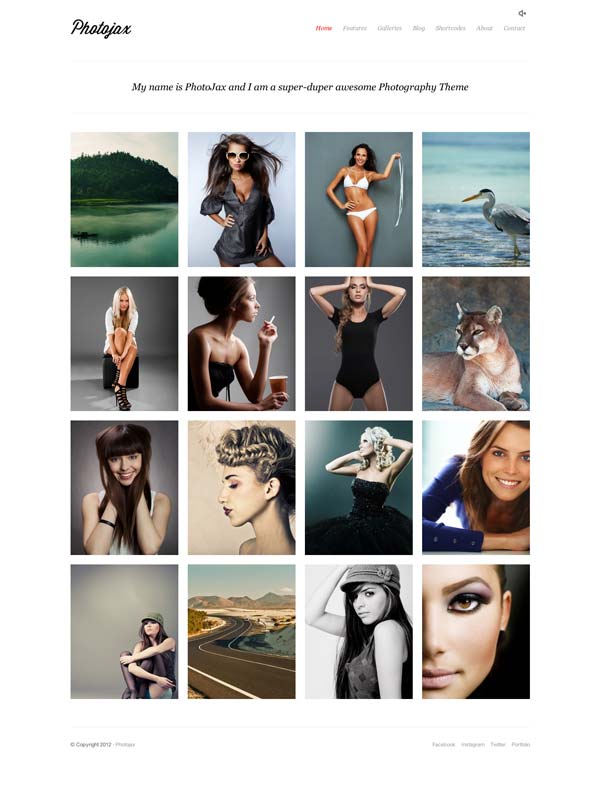 Photojax
Home Features Galleries Blog Shortcodes About Contact
My name is PhotoJax and I am a super-duper awesome Photography Theme
© Copyright 2012 - Photojax
Facebook Instagram Twitter Portfolio